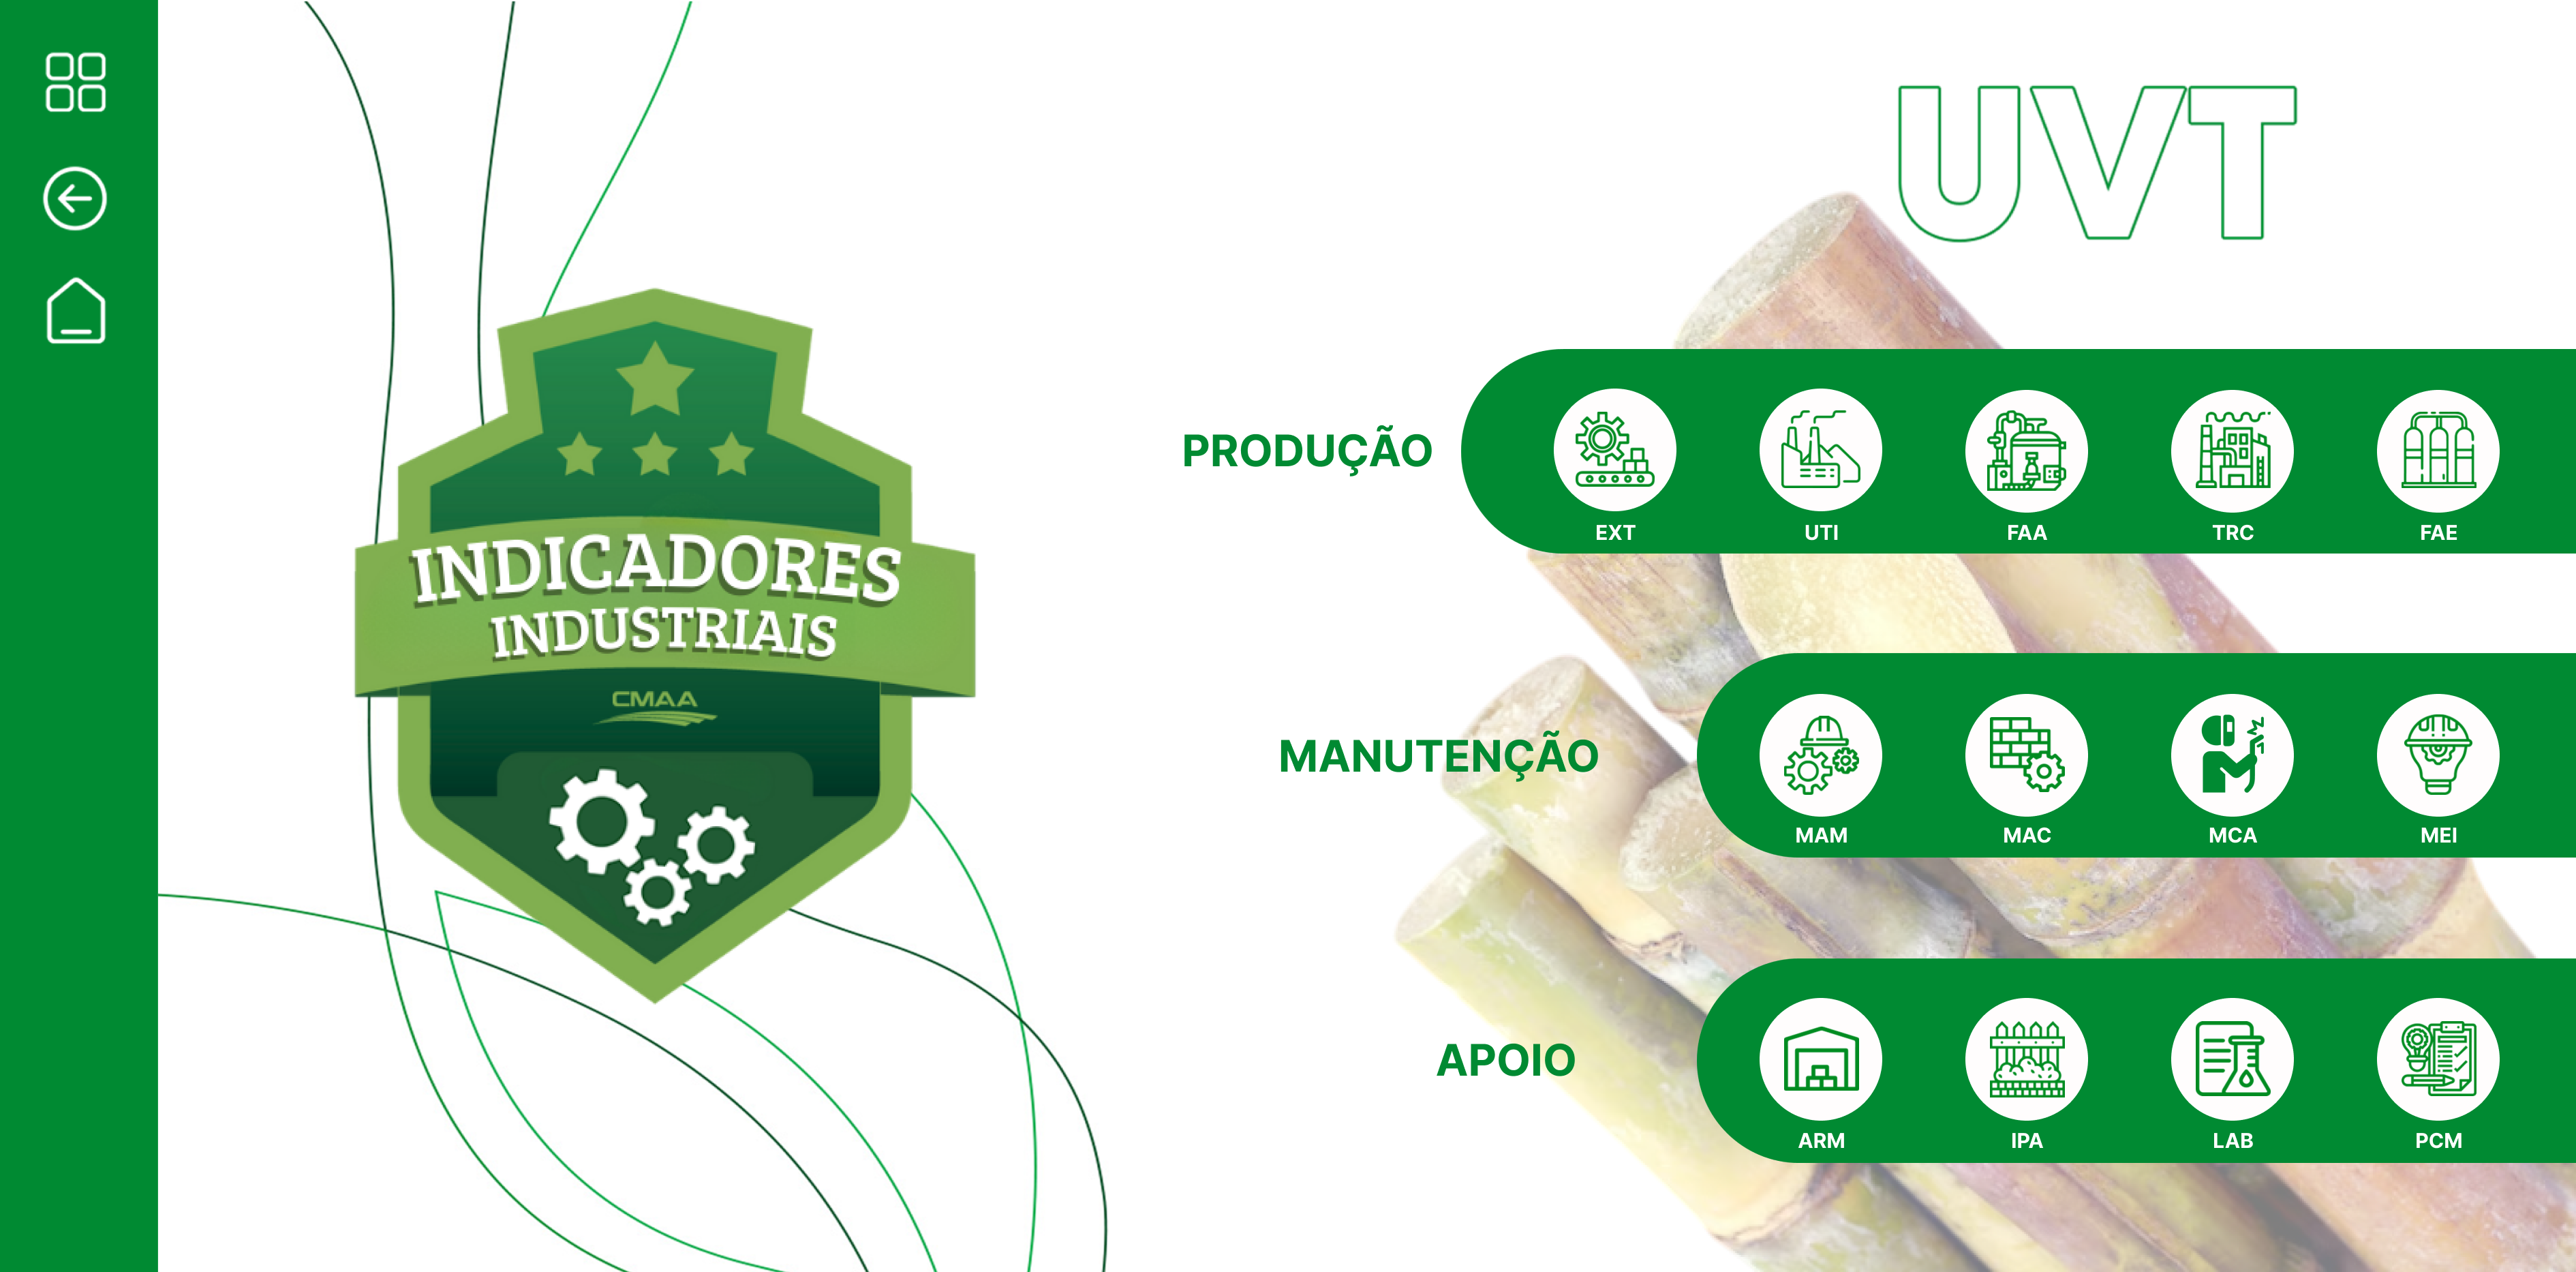 UVT
INDICADORES
INDUSTRIAIS
CMAA
PRODUÇÃO
EXT UTI FAA TRC FAE
MANUTENÇÃO
MAM MAC MCA MEI
APOIO
ARM IPA LAB PCM